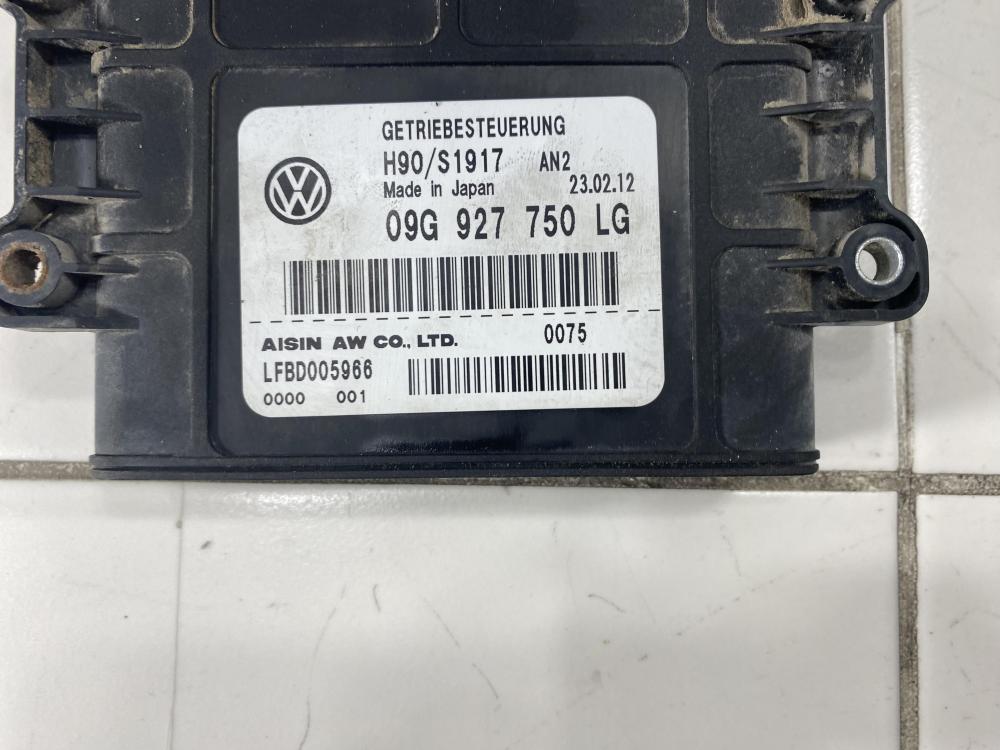 GETRIEBESTEUERUNG
H90/S1917 AN2
Made in Japan 23.02.12
09G 927 750 LG
AISIN AW CO., LTD. 0075
LFBD005966
0000 001